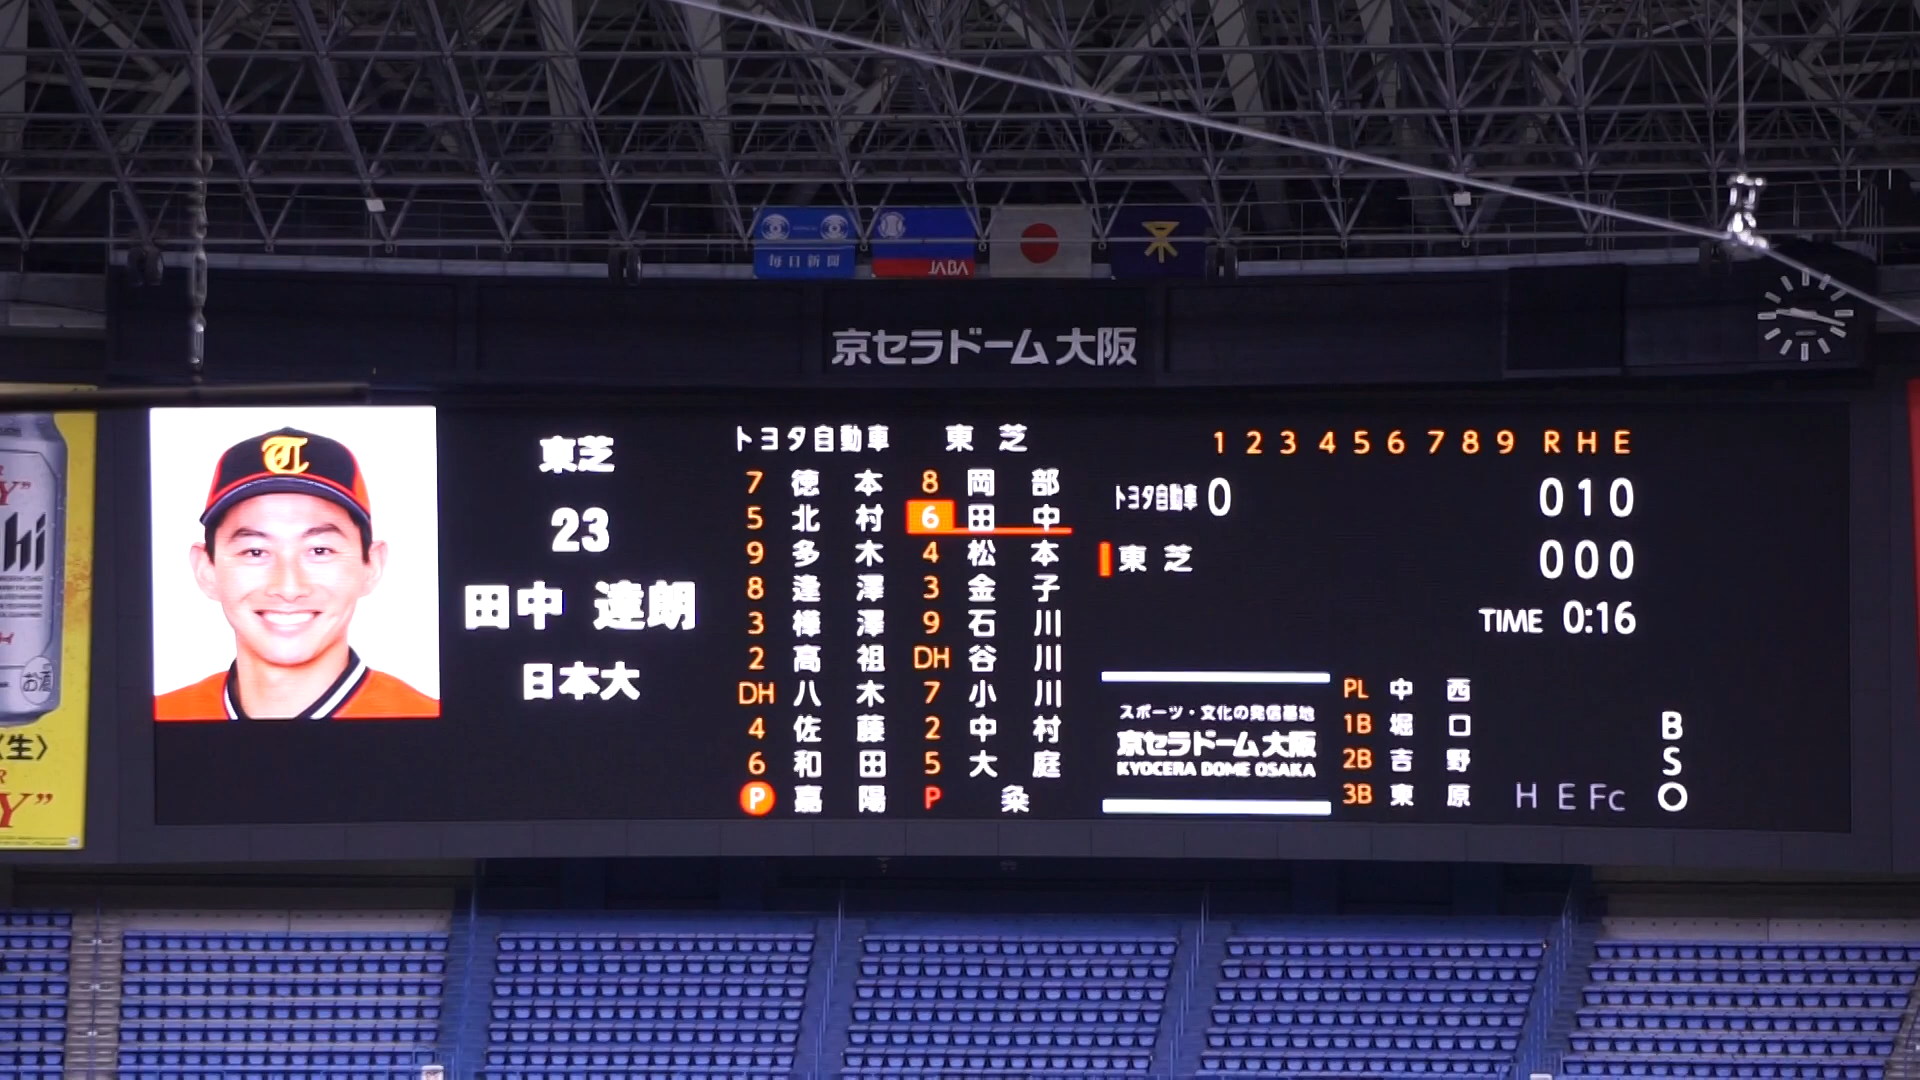 毎日新聞
JABA
京セラドーム大阪
東芝
23
田中 達朗
日本大
トヨタ自動車 東芝
7 徳本 8 岡部
5 北村 6 田中
9 多木 4 松本
8 逢澤 3 金子
3 樺澤 9 石川
2 高祖 DH 谷川
DH 八木 7 小川
4 佐藤 2 中村
6 和田 5 大庭
P 嘉陽 P 粂
1 2 3 4 5 6 7 8 9 R H E
トヨタ自動車 0 0 1 0
東芝 0 0 0
TIME 0:16
スポーツ・文化の発信基地
京セラドーム大阪
KYOCERA DOME OSAKA
PL 中西
1B 堀口
2B 吉野
3B 東原
H E Fc
B
S
O
Y”
hi
お酒
〈生〉
R
Y”